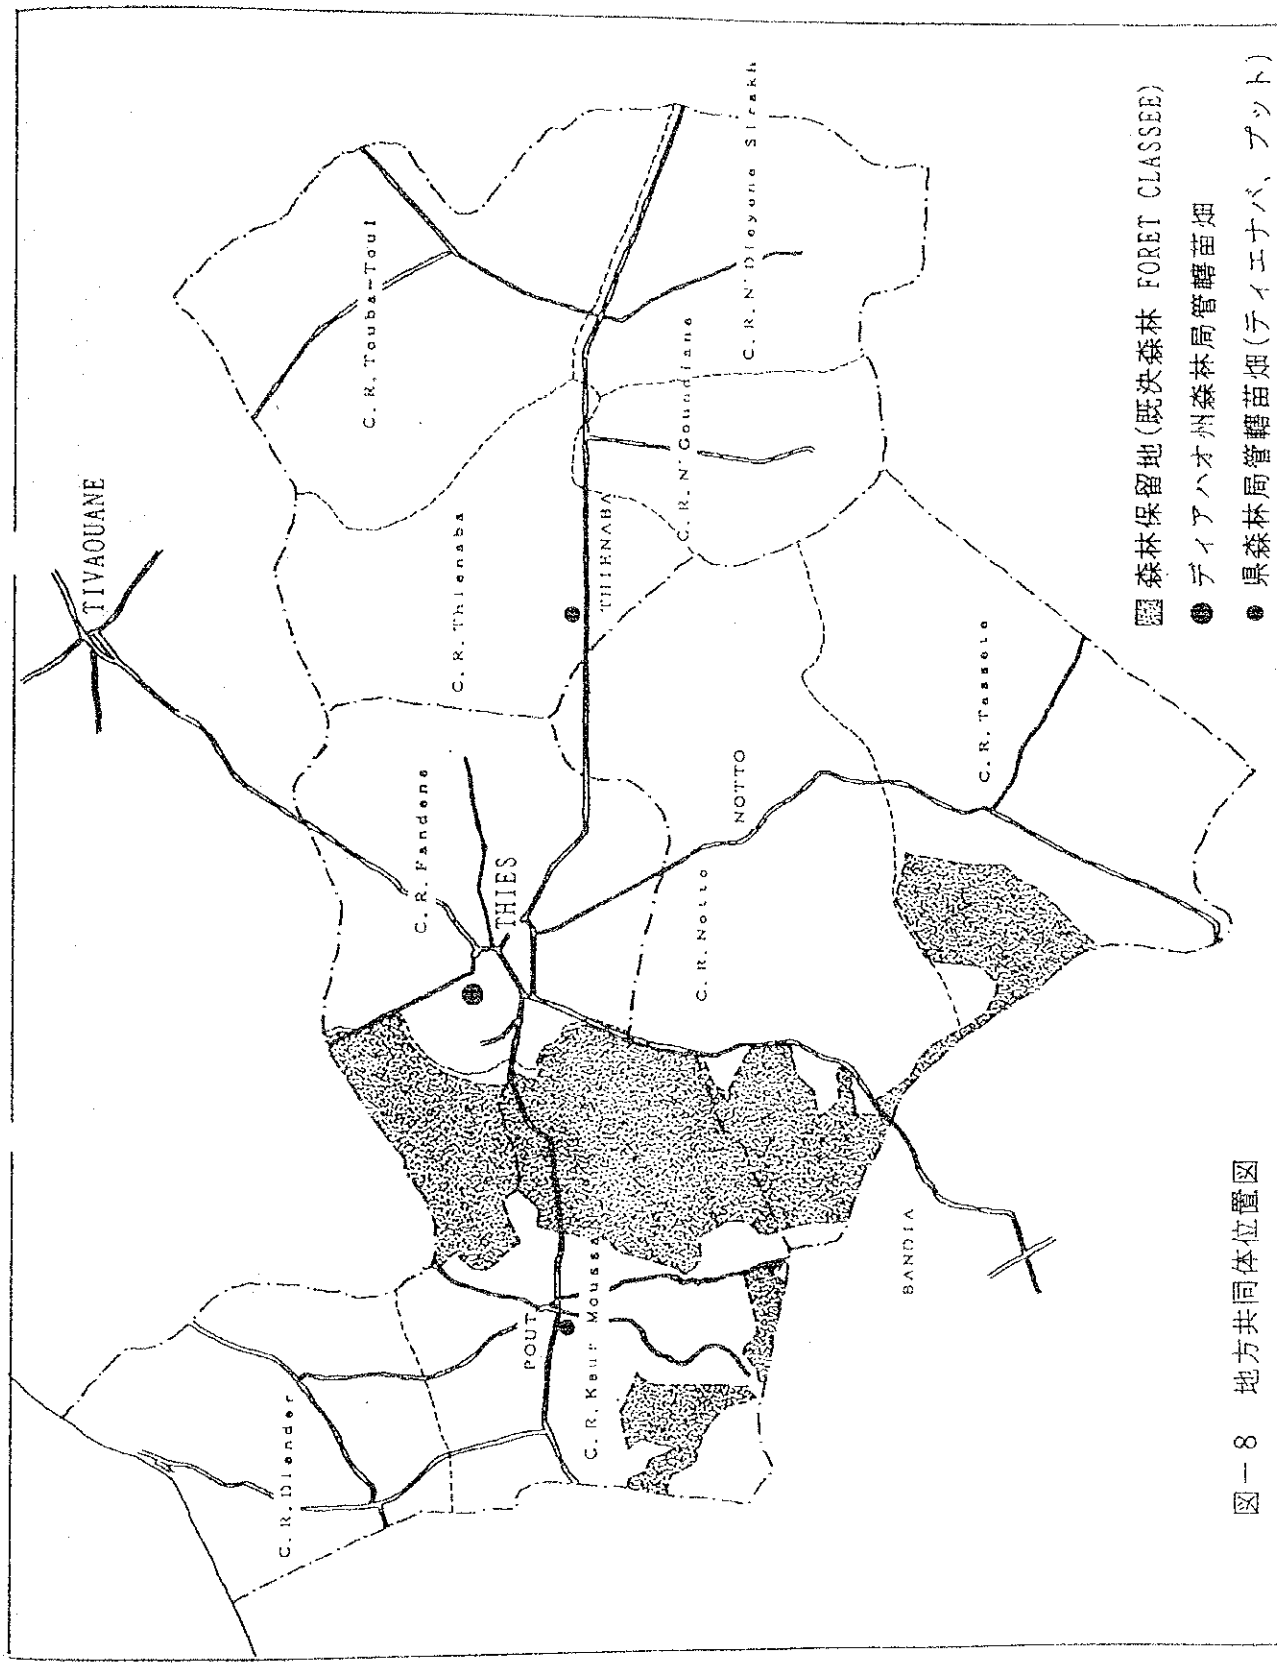 TIVAOUANE
C.R. Touba-Toul
C.R. Thienaba
C.R. Fandene
THIES
THIENABA
C.R. N'Goundiane
C.R. N'Dieyene Sirakh
NOTTO
C.R. Notto
C.R. Tassete
C.R. Diander
POUT
C.R. Keur Moussa
BANDIA
森林保留地(既決森林 FORET CLASSEE)
ティアハオ州森林局管轄苗畑
県森林局管轄苗畑(ティエナバ、プット)
図-8 地方共同体位置図